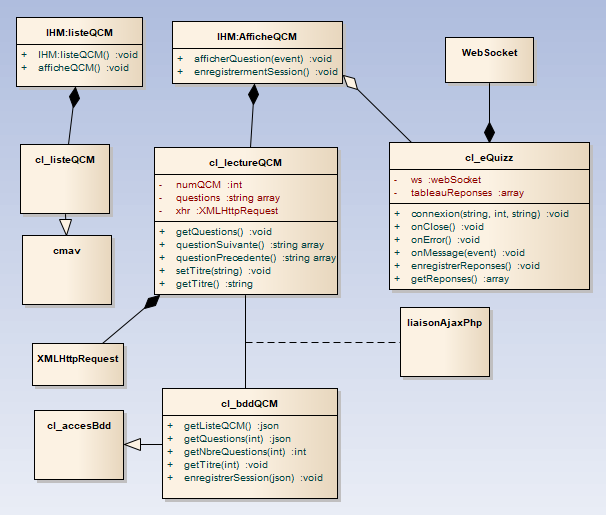 IHM:listeQCM
+ IHM:listeQCM() :void
+ afficheQCM() :void
IHM:AfficheQCM
+ afficherQuestion(event) :void
+ enregistrermentSession() :void
WebSocket
cl_listeQCM
cl_lectureQCM
- numQCM :int
- questions :string array
- xhr :XMLHttpRequest
+ getQuestions() :void
+ questionSuivante() :string array
+ questionPrecedente() :string array
+ setTitre(string) :void
+ getTitre() :string
cl_eQuizz
- ws :webSocket
- tableauReponses :array
+ connexion(string, int, string) :void
+ onClose() :void
+ onError() :void
+ onMessage(event) :void
+ enregistrerReponses() :void
+ getReponses() :array
cmav
XMLHttpRequest
liaisonAjaxPhp
cl_accesBdd
cl_bddQCM
+ getListeQCM() :json
+ getQuestions(int) :json
+ getNbreQuestions(int) :int
+ getTitre(int) :void
+ enregistrerSession(json) :void